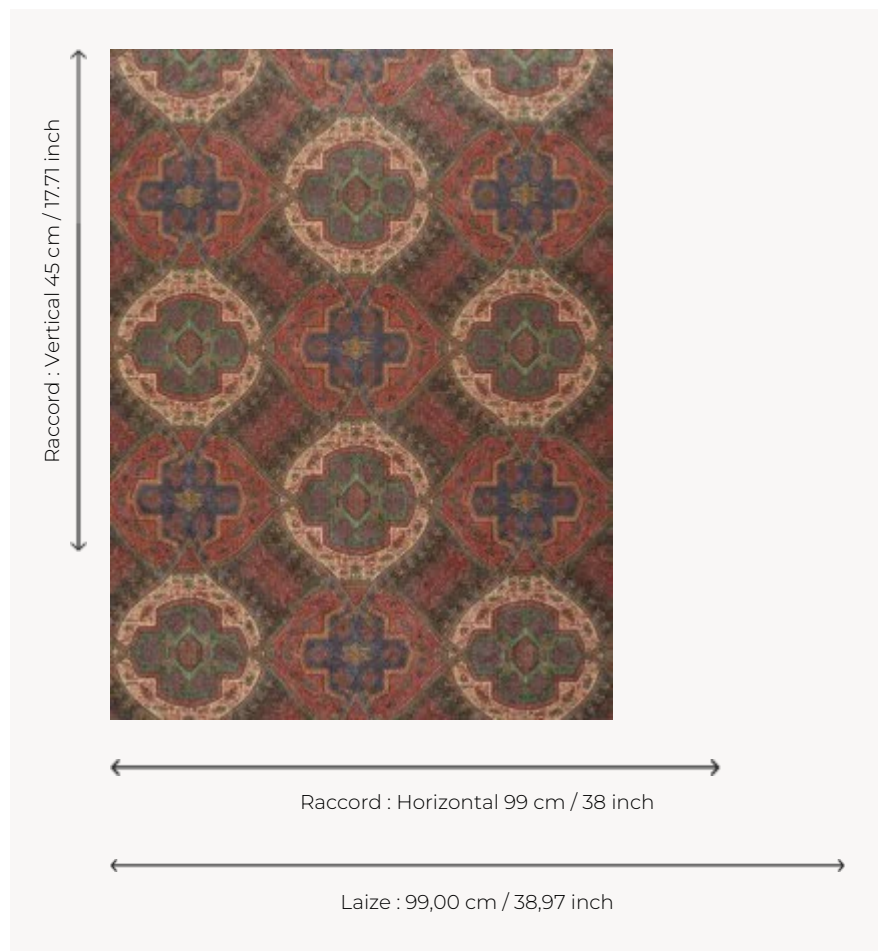 Raccord : Vertical 45 cm / 17.71 inch
Raccord : Horizontal 99 cm / 38 inch
Laize : 99,00 cm / 38,97 inch